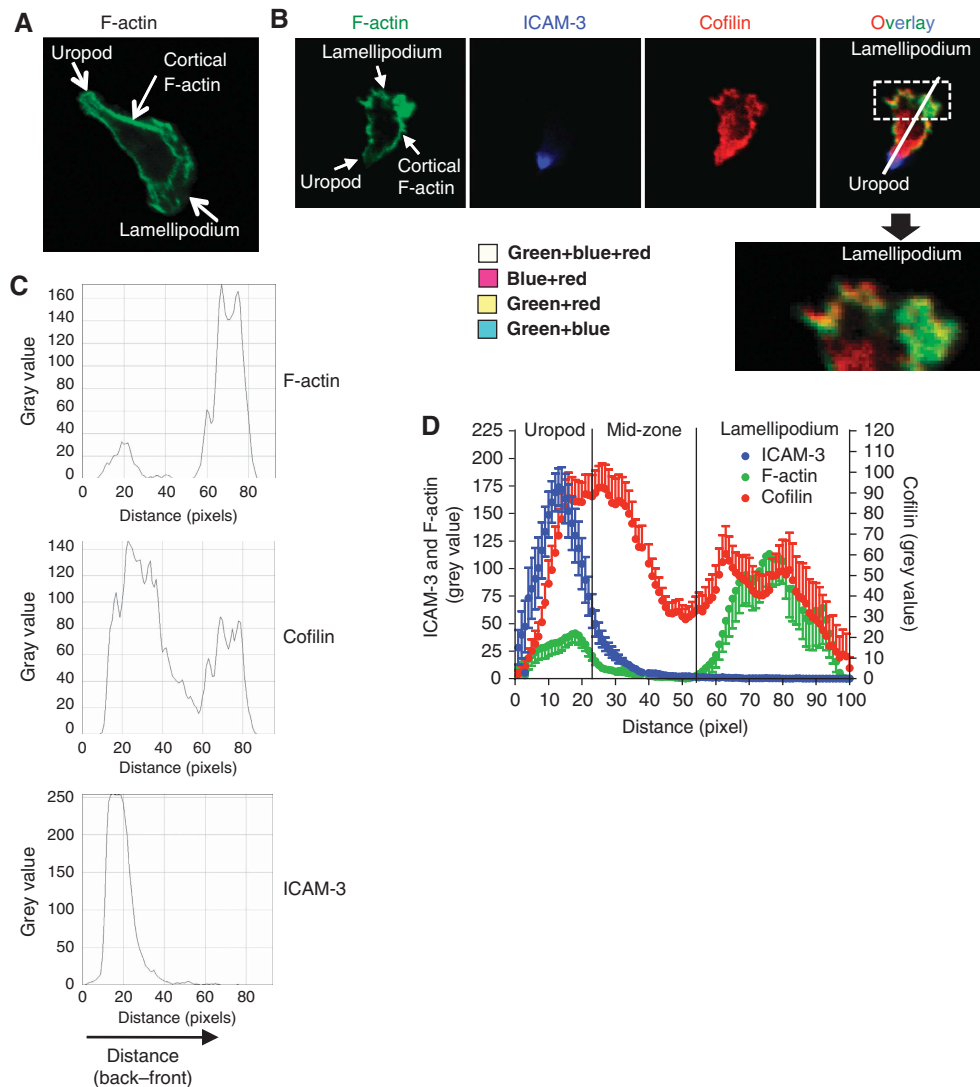 A
F-actin
Uropod
Cortical
F-actin
Lamellipodium
B
F-actin
ICAM-3
Cofilin
Overlay
Lamellipodium
Uropod
Cortical
F-actin
Lamellipodium
Uropod
Lamellipodium
Green+blue+red
Blue+red
Green+red
Green+blue
C
Gray value
160
140
120
100
80
60
40
20
0
0 20 40 60 80
Distance (pixels)
F-actin
Gray value
140
120
100
80
60
40
20
0
0 20 40 60 80
Distance (pixels)
Cofilin
Grey value
250
200
150
100
50
0
0 20 40 60 80
Distance (pixels)
ICAM-3
Distance
(back–front)
D
Uropod Mid-zone Lamellipodium
ICAM-3
F-actin
Cofilin
ICAM-3 and F-actin
(grey value)
225
200
175
150
125
100
75
50
25
0
0 10 20 30 40 50 60 70 80 90 100
Distance (pixel)
120
110
100
90
80
70
60
50
40
30
20
10
0
Cofilin (grey value)